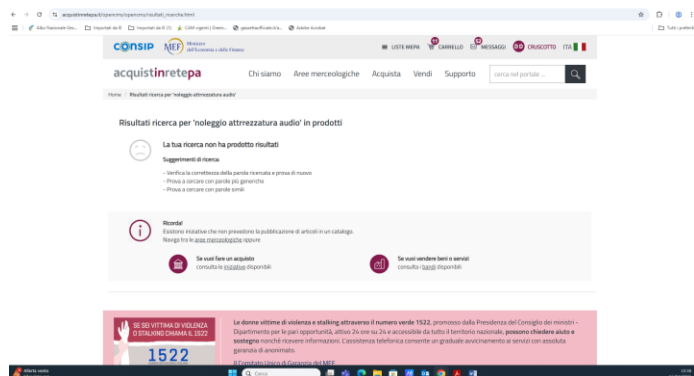 acquistinretepa.it/opencms/opencms/risultati_ricerca.html
Adobe Acrobat
CONSIP
MEF
Ministero
dell'Economia e delle Finanze
LISTE MEPA
CARRELLO
MESSAGGI
CRUSCOTTO
ITA
acquistinretepa
Chi siamo
Aree merceologiche
Acquista
Vendi
Supporto
cerca nel portale ...
Home / Risultati ricerca per 'noleggio attrrezzatura audio'
Risultati ricerca per 'noleggio attrrezzatura audio' in prodotti
La tua ricerca non ha prodotto risultati
Suggerimenti di ricerca:
- Verifica la correttezza della parola ricercata e prova di nuovo
- Prova a cercare con parole più generiche
- Prova a cercare con parole simili
Ricorda!
Esistono iniziative che non prevedono la pubblicazione di articoli in un catalogo.
Naviga tra le aree merceologiche oppure
Se vuoi fare un acquisto
consulta le iniziative disponibili
Se vuoi vendere beni o servizi
consulta i bandi disponibili
SE SEI VITTIMA DI VIOLENZA
O STALKING CHIAMA IL 1522
1522
Le donne vittime di violenza e stalking attraverso il numero verde 1522, promosso dalla Presidenza del Consiglio dei ministri -
Dipartimento per le pari opportunità, attivo 24 ore su 24 e accessibile da tutto il territorio nazionale, possono chiedere aiuto e
sostegno nonché ricevere informazioni. L'assistenza telefonica consente un graduale avvicinamento ai servizi con assoluta
garanzia di anonimato.
Il Comitato Unico di Garanzia del MEF
Cerca